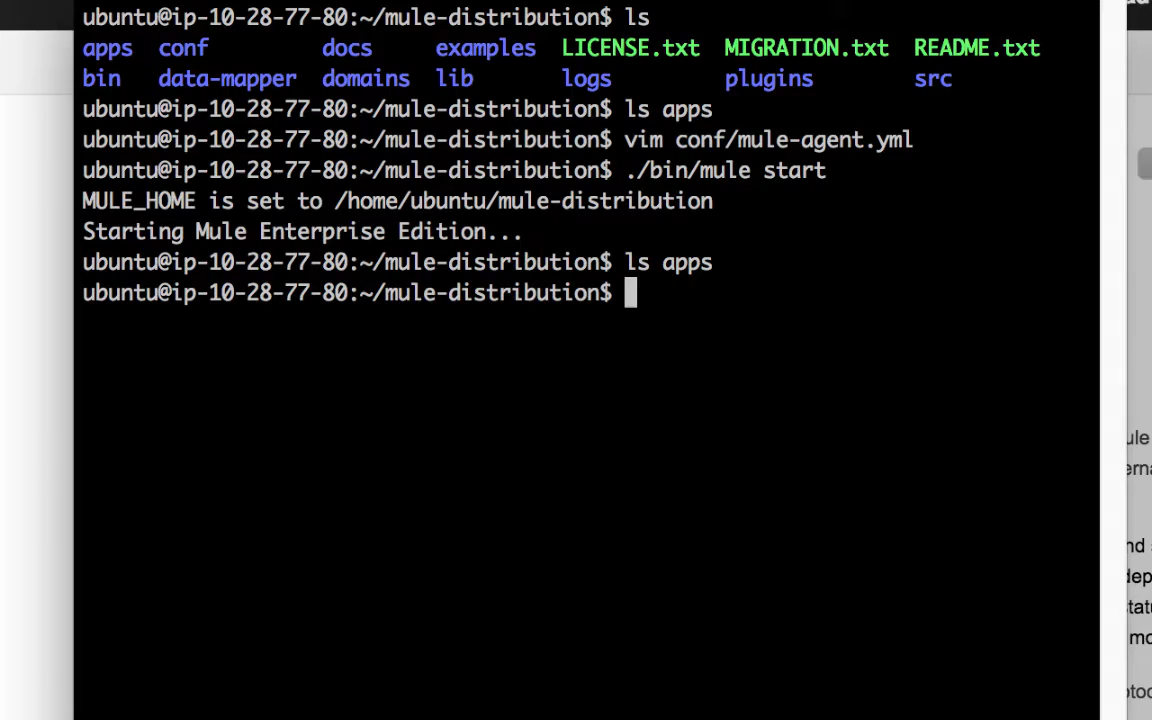 ubuntu@ip-10-28-77-80:~/mule-distribution$ ls
apps conf docs examples LICENSE.txt MIGRATION.txt README.txt
bin data-mapper domains lib logs plugins src
ubuntu@ip-10-28-77-80:~/mule-distribution$ ls apps
ubuntu@ip-10-28-77-80:~/mule-distribution$ vim conf/mule-agent.yml
ubuntu@ip-10-28-77-80:~/mule-distribution$ ./bin/mule start
MULE_HOME is set to /home/ubuntu/mule-distribution
Starting Mule Enterprise Edition...
ubuntu@ip-10-28-77-80:~/mule-distribution$ ls apps
ubuntu@ip-10-28-77-80:~/mule-distribution$